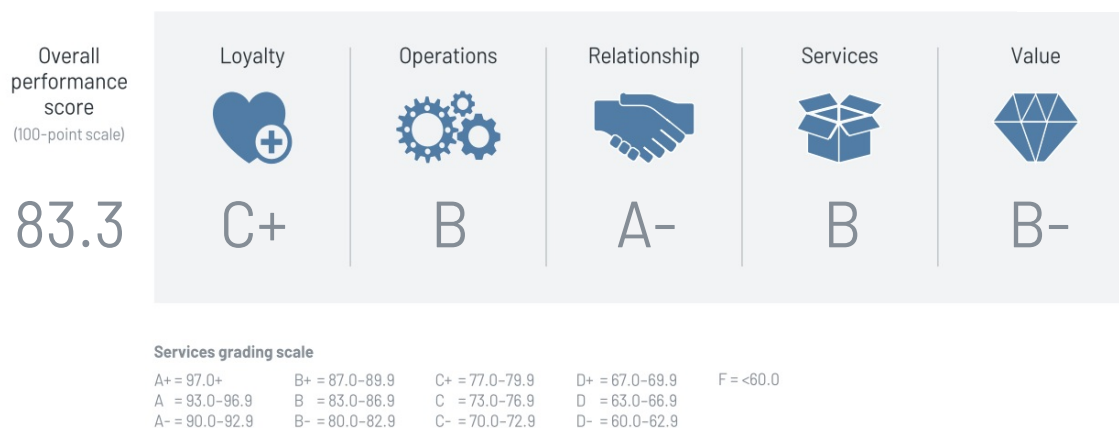 Overall
performance
score
(100-point scale)
83.3
Loyalty
C+
Operations
B
Relationship
A-
Services
B
Value
B-
Services grading scale
A+ = 97.0+
A = 93.0-96.9
A- = 90.0-92.9
B+ = 87.0-89.9
B = 83.0-86.9
B- = 80.0-82.9
C+ = 77.0-79.9
C = 73.0-76.9
C- = 70.0-72.9
D+ = 67.0-69.9
D = 63.0-66.9
D- = 60.0-62.9
F = <60.0